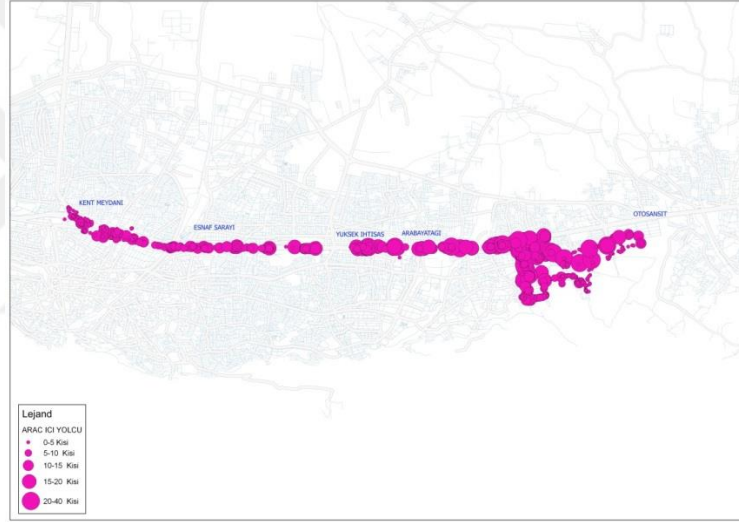 KENT MEYDANI
ESNAF SARAYI
YUKSEK IHTISAS
ARABAYATAGI
OTOSANSIT
Lejand
ARAC ICI YOLCU
0-5 Kisi
5-10 Kisi
10-15 Kisi
15-20 Kisi
20-40 Kisi